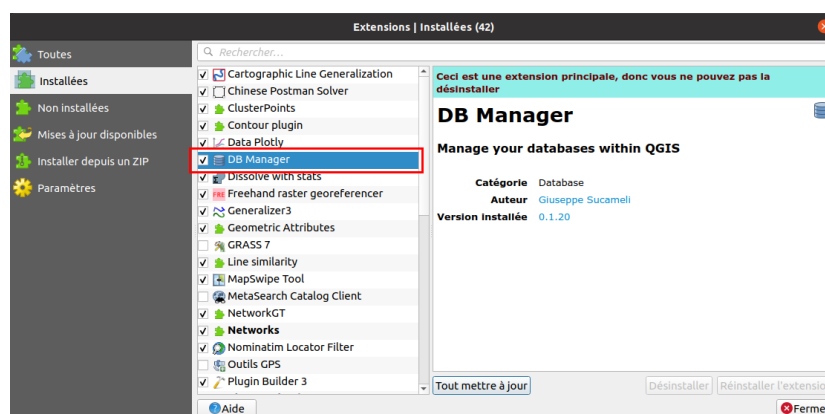 Extensions | Installées (42)
Toutes
Installées
Non installées
Mises à jour disponibles
Installer depuis un ZIP
Paramètres
Rechercher...
Cartographic Line Generalization
Chinese Postman Solver
ClusterPoints
Contour plugin
Data Plotly
DB Manager
Dissolve with stats
FRE Freehand raster georeferencer
Generalizer3
Geometric Attributes
GRASS 7
Line similarity
MapSwipe Tool
MetaSearch Catalog Client
NetworkGT
Networks
Nominatim Locator Filter
Outils GPS
Plugin Builder 3
Ceci est une extension principale, donc vous ne pouvez pas la
désinstaller
DB Manager
Manage your databases within QGIS
Catégorie Database
Auteur Giuseppe Sucameli
Version installée 0.1.20
Tout mettre à jour
Désinstaller
Réinstaller l'extensio
Aide
Ferme